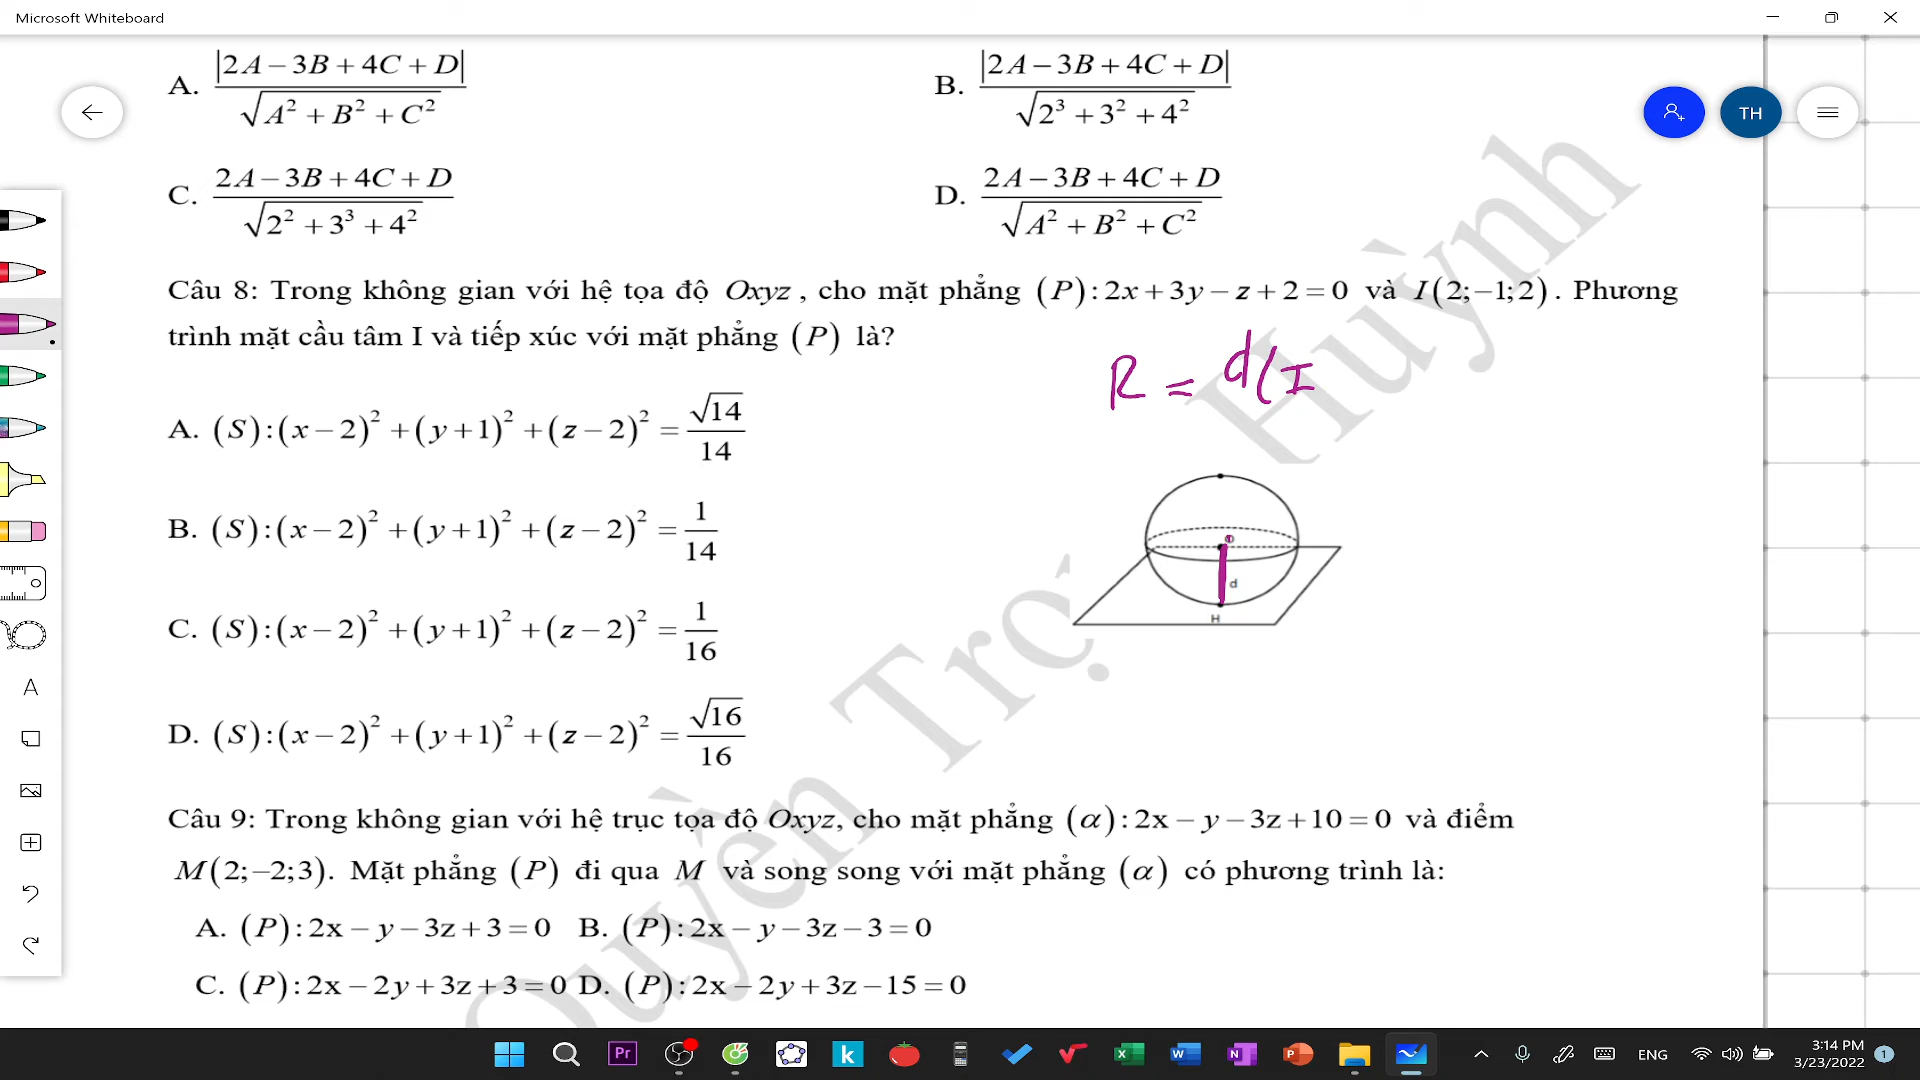 Microsoft Whiteboard
A. |2A−3B+4C+D| / √(A²+B²+C²)
B. |2A−3B+4C+D| / √(2³+3²+4²)
TH
C. (2A−3B+4C+D) / √(2²+3³+4²)
D. (2A−3B+4C+D) / √(A²+B²+C²)
Câu 8: Trong không gian với hệ tọa độ Oxyz, cho mặt phẳng (P):2x+3y−z+2=0 và I(2;−1;2). Phương
trình mặt cầu tâm I và tiếp xúc với mặt phẳng (P) là?
R = d(I
A. (S):(x−2)²+(y+1)²+(z−2)²=√14/14
B. (S):(x−2)²+(y+1)²+(z−2)²=1/14
d
H
C. (S):(x−2)²+(y+1)²+(z−2)²=1/16
D. (S):(x−2)²+(y+1)²+(z−2)²=√16/16
Câu 9: Trong không gian với hệ trục tọa độ Oxyz, cho mặt phẳng (α):2x−y−3z+10=0 và điểm
M(2;−2;3). Mặt phẳng (P) đi qua M và song song với mặt phẳng (α) có phương trình là:
A. (P):2x−y−3z+3=0 B. (P):2x−y−3z−3=0
C. (P):2x−2y+3z+3=0 D. (P):2x−2y+3z−15=0
Quyền Trọ Huỳnh
A
Pr
k
ENG
3:14 PM
3/23/2022
1